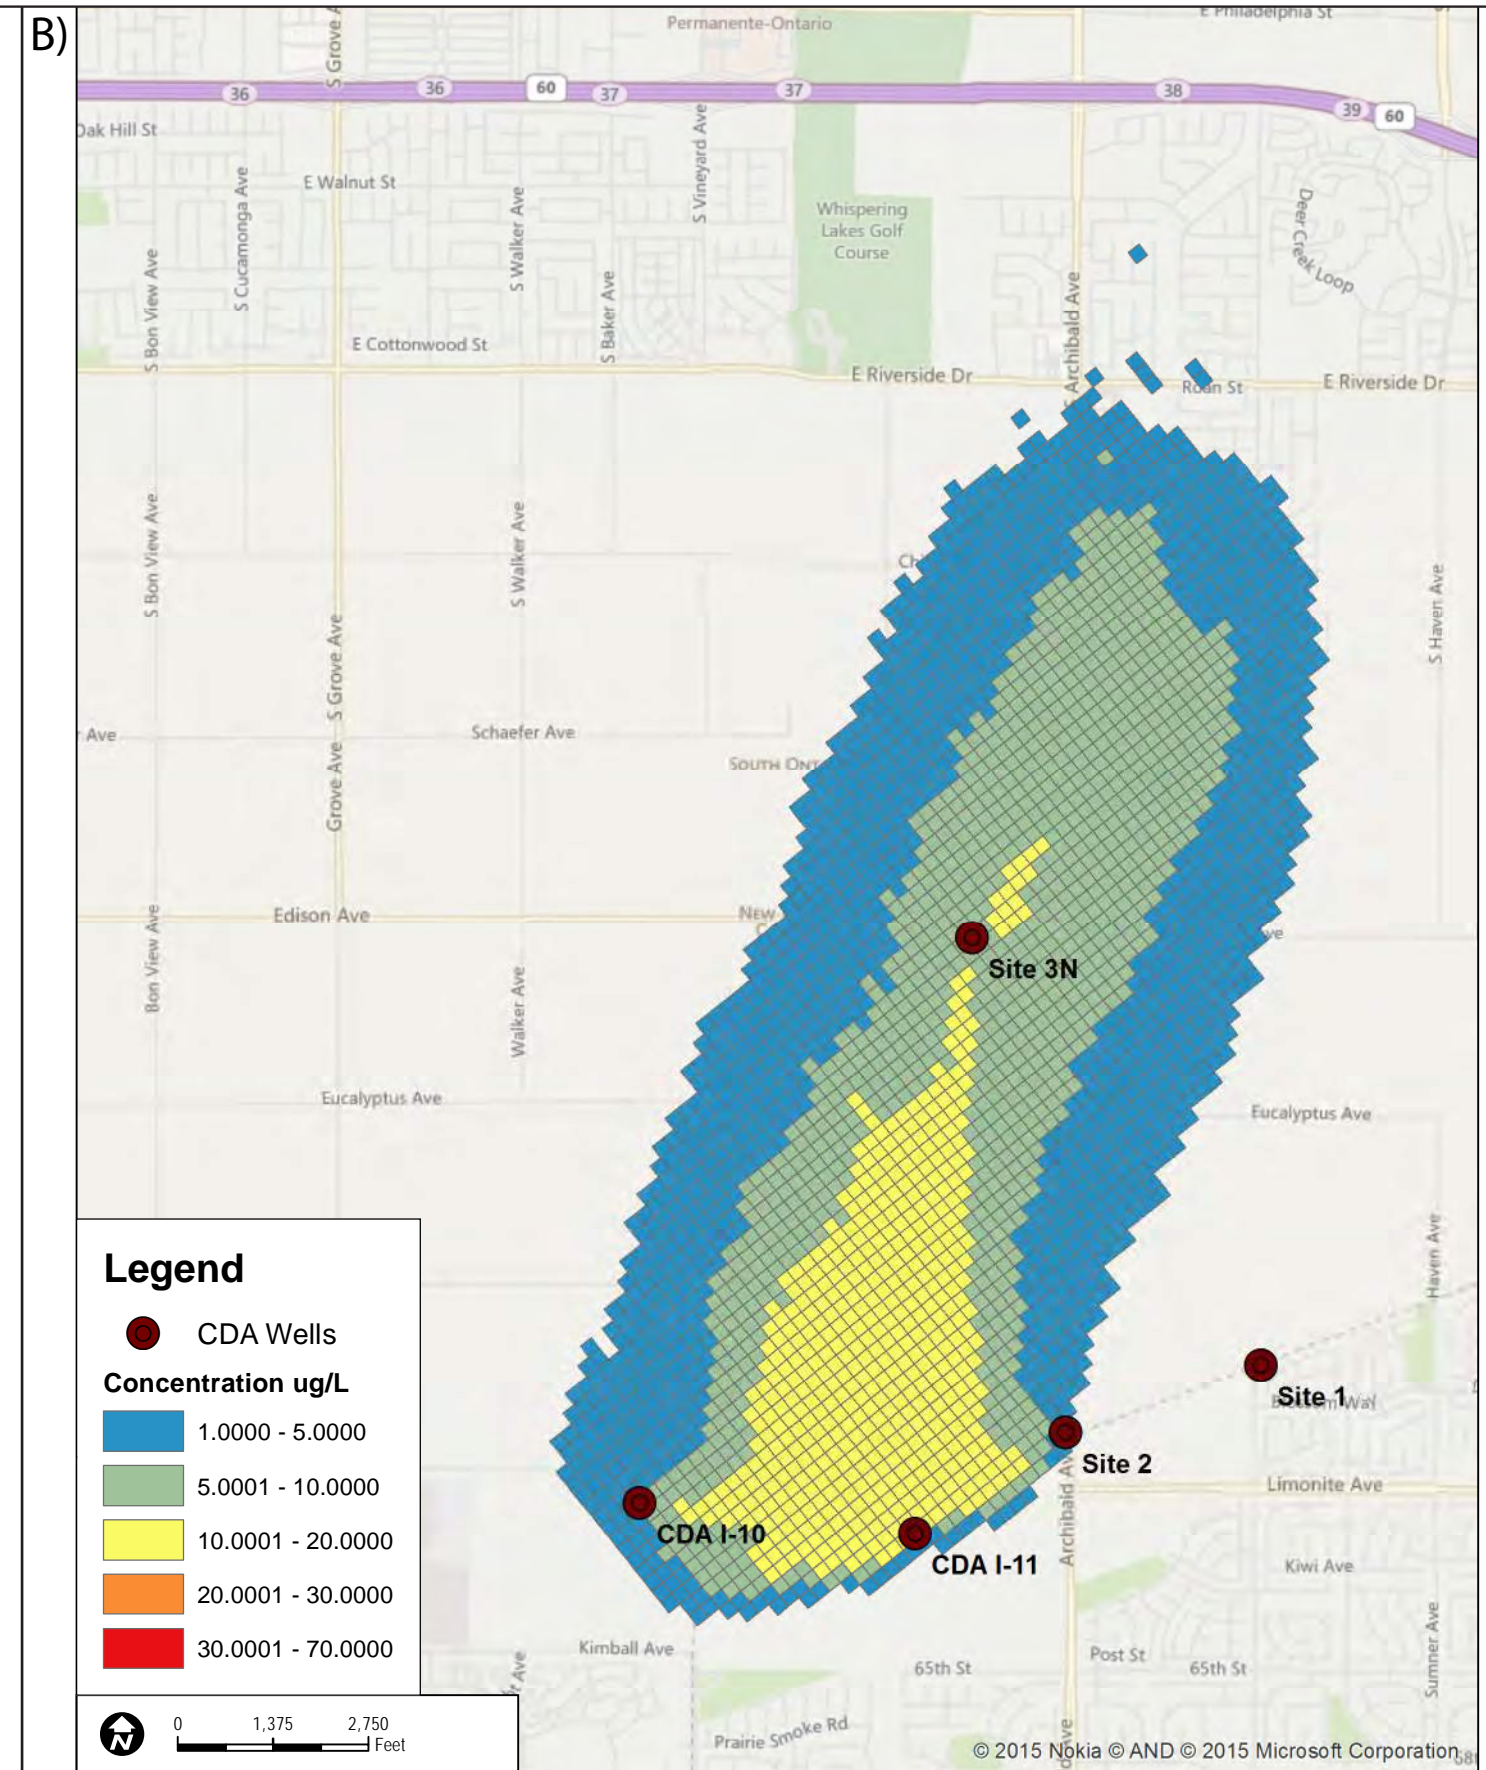 B)
Permanente-Ontario
E Philadelphia St
S Grove A
36
36
60
37
37
38
39
60
Oak Hill St
E Walnut St
S Cucamonga Ave
S Bon View Ave
S Walker Ave
S Vineyard Ave
S Baker Ave
Whispering
Lakes Golf
Course
Deer Creek Loop
S Archibald Ave
E Cottonwood St
E Riverside Dr
Roan St
E Riverside Dr
S Bon View Ave
S Walker Ave
S Grove Ave
S Haven Ave
Ch
Ave
Schaefer Ave
SOUTH ONT
Grove Ave
Edison Ave
NEW
C
ve
Bon View Ave
Walker Ave
Site 3N
Eucalyptus Ave
Eucalyptus Ave
Haven Ave
Site 1
Blossom Way
Site 2
Limonite Ave
Archibald Ave
CDA I-10
CDA I-11
Kiwi Ave
Kimball Ave
65th St
Post St
65th St
Sumner Ave
Prairie Smoke Rd
Legend
CDA Wells
Concentration ug/L
1.0000 - 5.0000
5.0001 - 10.0000
10.0001 - 20.0000
20.0001 - 30.0000
30.0001 - 70.0000
N
0 1,375 2,750
Feet
© 2015 Nokia © AND © 2015 Microsoft Corporation